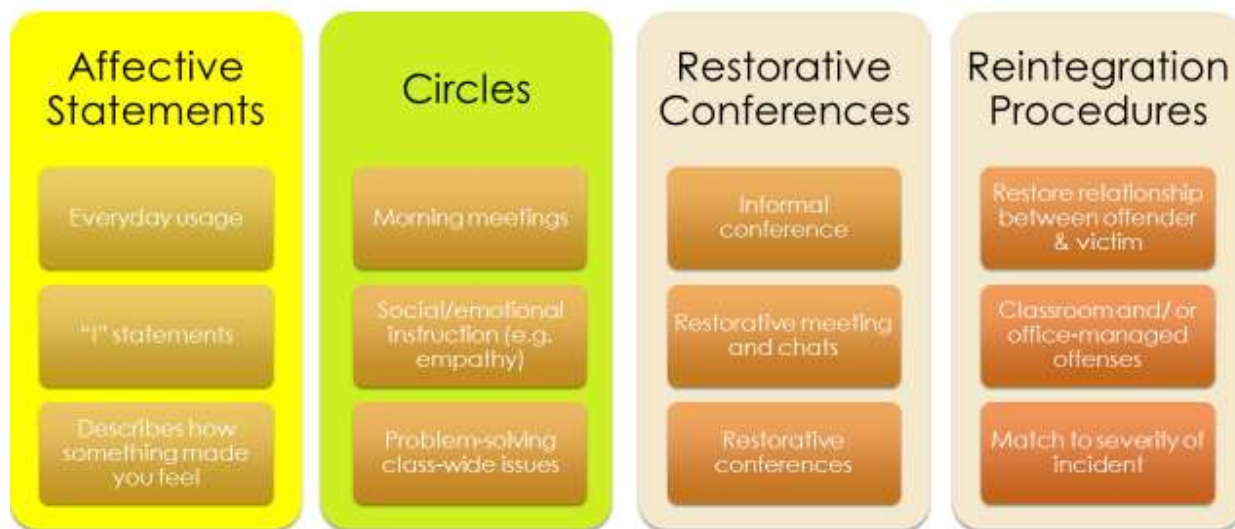 Affective
Statements
Everyday usage
“I” statements
Describes how
something made
you feel
Circles
Morning meetings
Social/emotional
instruction (e.g.
empathy)
Problem-solving
class-wide issues
Restorative
Conferences
Informal
conference
Restorative meeting
and chats
Restorative
conferences
Reintegration
Procedures
Restore relationship
between offender
& victim
Classroom and/ or
office-managed
offenses
Match to severity of
incident